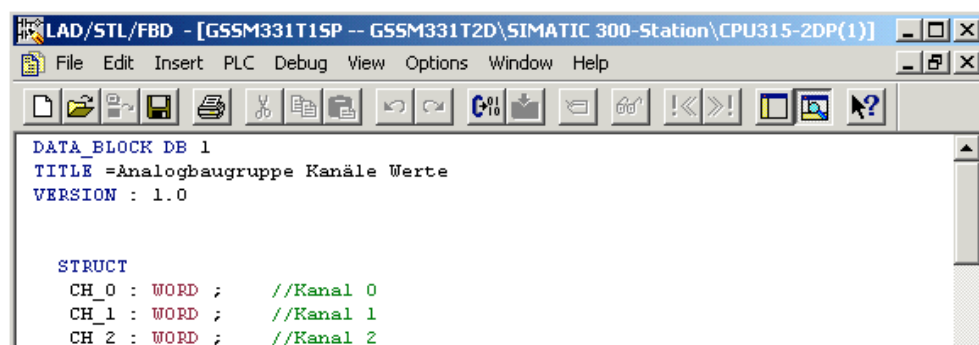 LAD/STL/FBD - [GSSM331T1SP -- GSSM331T2D\SIMATIC 300-Station\CPU315-2DP(1)]
File Edit Insert PLC Debug View Options Window Help
DATA_BLOCK DB 1
TITLE =Analogbaugruppe Kanäle Werte
VERSION : 1.0
STRUCT
CH_0 : WORD ; //Kanal 0
CH_1 : WORD ; //Kanal 1
CH_2 : WORD ; //Kanal 2